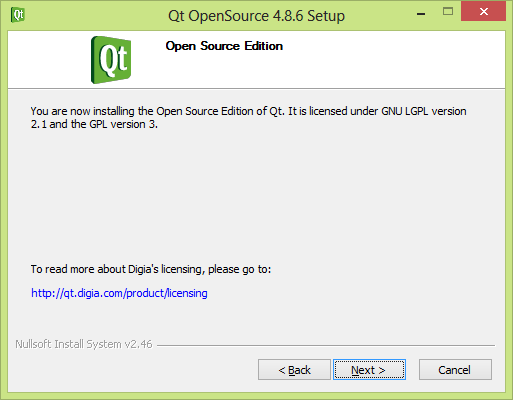 Qt OpenSource 4.8.6 Setup
Qt
Open Source Edition
You are now installing the Open Source Edition of Qt. It is licensed under GNU LGPL version
2.1 and the GPL version 3.
To read more about Digia's licensing, please go to:
http://qt.digia.com/product/licensing
Nullsoft Install System v2.46
< Back Next > Cancel